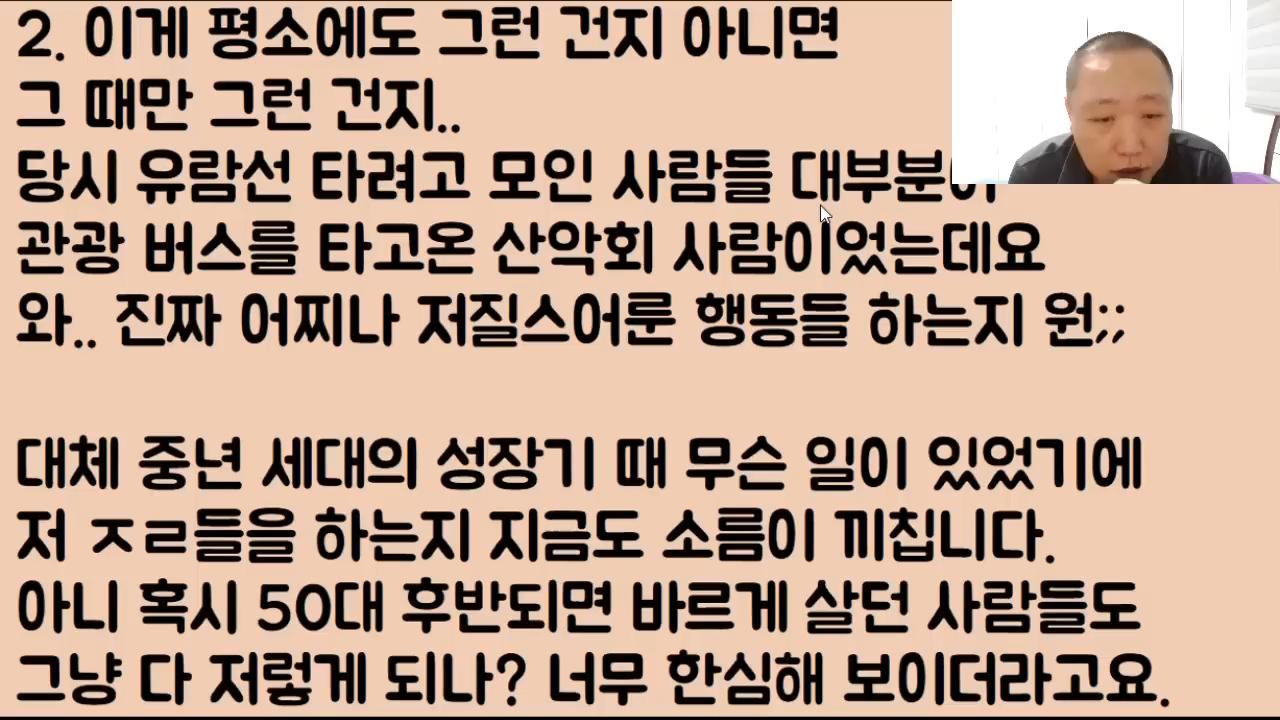 2. 이게 평소에도 그런 건지 아니면
그 때만 그런 건지..
당시 유람선 타려고 모인 사람들 대부분이
관광 버스를 타고온 산악회 사람이었는데요
와.. 진짜 어찌나 저질스어룬 행동들 하는지 원;;
대체 중년 세대의 성장기 때 무슨 일이 있었기에
저 ㅈㄹ들을 하는지 지금도 소름이 끼칩니다.
아니 혹시 50대 후반되면 바르게 살던 사람들도
그냥 다 저렇게 되나? 너무 한심해 보이더라고요.